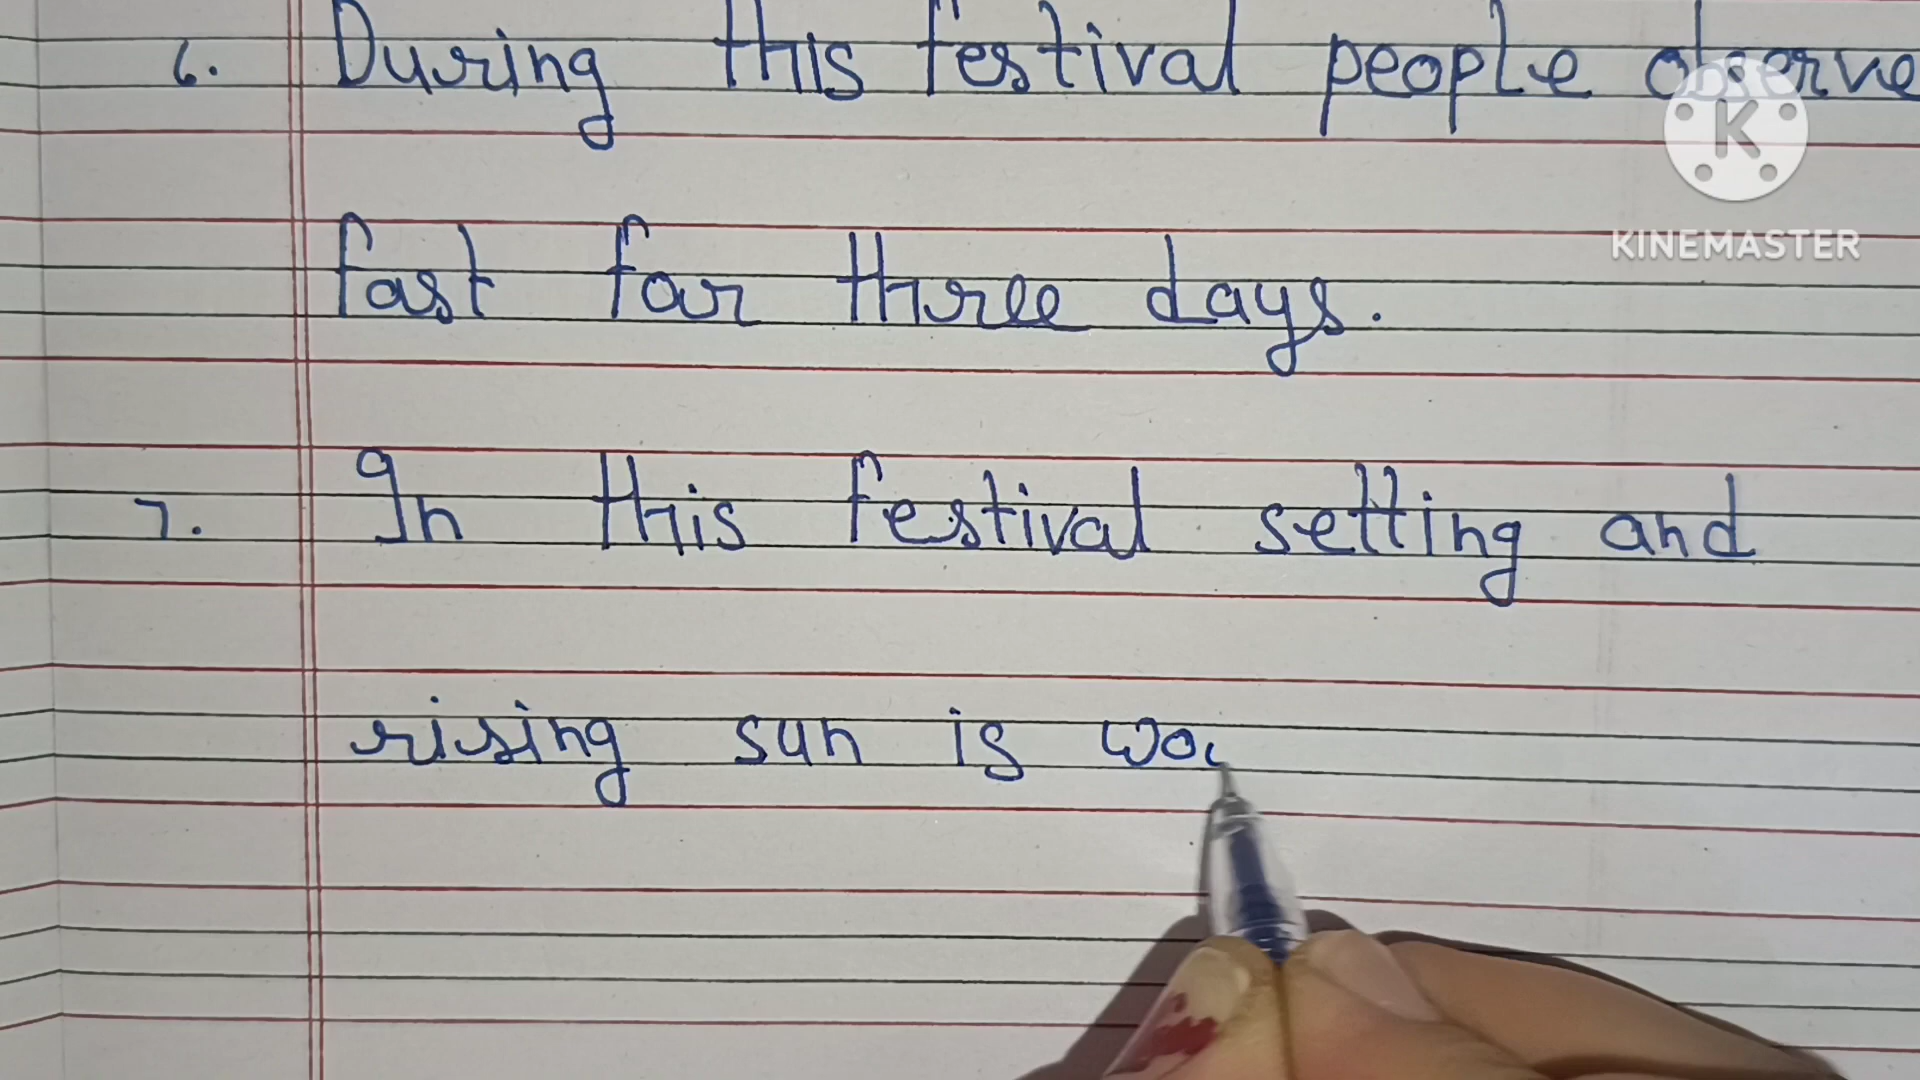 6. During this festival people observe
K
KINEMASTER
fast for three days.
7. In this festival setting and
rising sun is